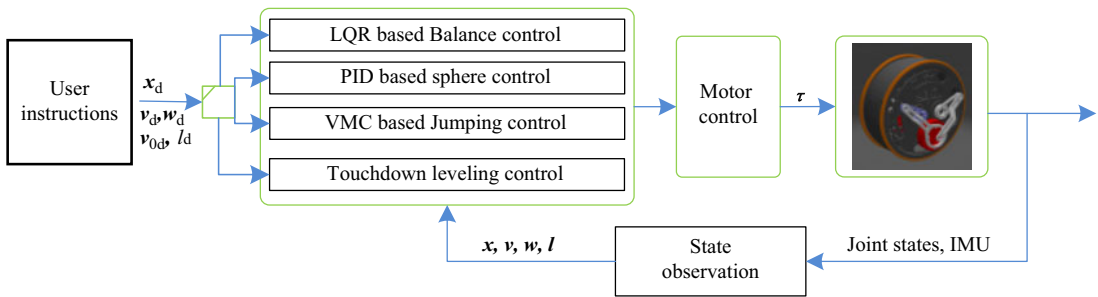 User
instructions
x_d
v_d,w_d
v_0d, l_d
LQR based Balance control
PID based sphere control
VMC based Jumping control
Touchdown leveling control
Motor
control
τ
x, v, w, l
State
observation
Joint states, IMU